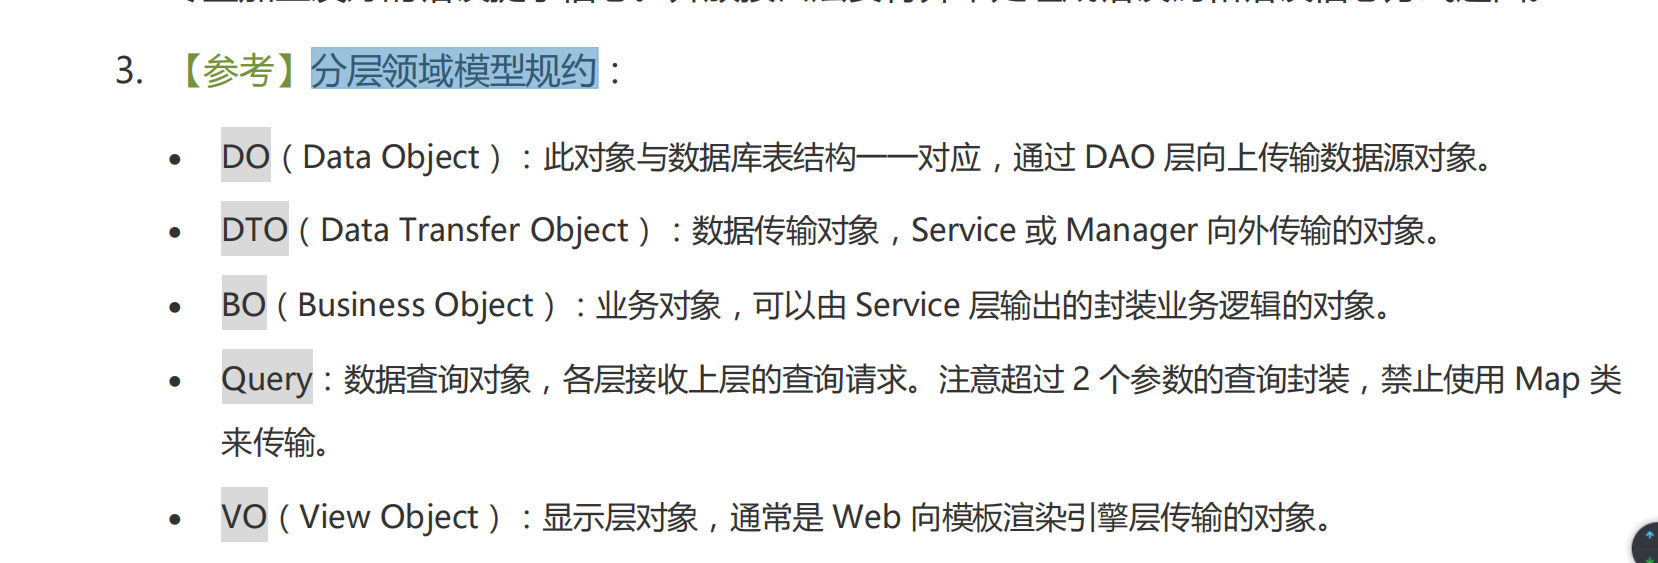 3. 【参考】分层领域模型规约：
• DO（Data Object）：此对象与数据库表结构一一对应，通过 DAO 层向上传输数据源对象。
• DTO（Data Transfer Object）：数据传输对象，Service 或 Manager 向外传输的对象。
• BO（Business Object）：业务对象，可以由 Service 层输出的封装业务逻辑的对象。
• Query：数据查询对象，各层接收上层的查询请求。注意超过 2 个参数的查询封装，禁止使用 Map 类
来传输。
• VO（View Object）：显示层对象，通常是 Web 向模板渲染引擎层传输的对象。